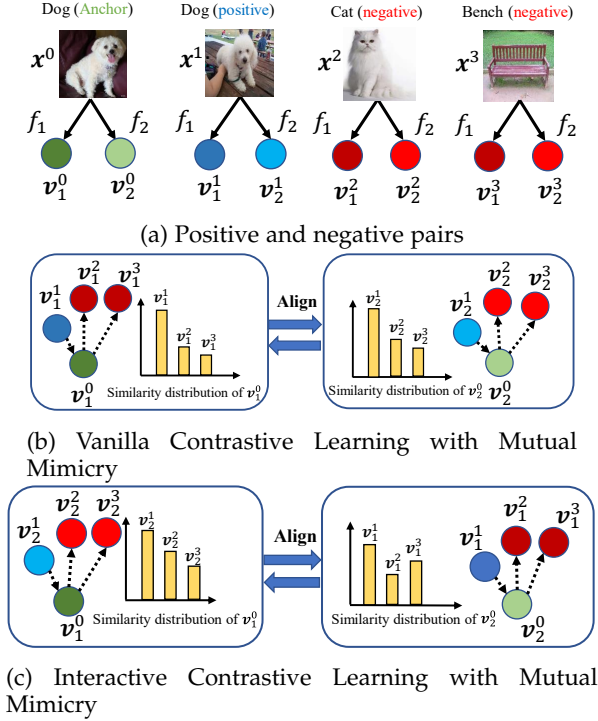 Dog (Anchor) Dog (positive) Cat (negative) Bench (negative)
x^0 x^1 x^2 x^3
f_1 f_2 f_1 f_2 f_1 f_2 f_1 f_2
v_1^0 v_2^0 v_1^1 v_2^1 v_1^2 v_2^2 v_1^3 v_2^3
(a) Positive and negative pairs
v_1^1 v_1^2 v_1^3 v_1^0
v_1^1 v_1^2 v_1^3
Similarity distribution of v_1^0
Align
v_2^1 v_2^2 v_2^3
Similarity distribution of v_2^0
v_2^1 v_2^2 v_2^3 v_2^0
(b) Vanilla Contrastive Learning with Mutual
Mimicry
v_2^1 v_2^2 v_2^3 v_1^0
v_2^1 v_2^2 v_2^3
Similarity distribution of v_1^0
Align
v_1^1 v_1^2 v_1^3
Similarity distribution of v_2^0
v_1^1 v_1^2 v_1^3 v_2^0
(c) Interactive Contrastive Learning with Mutual
Mimicry